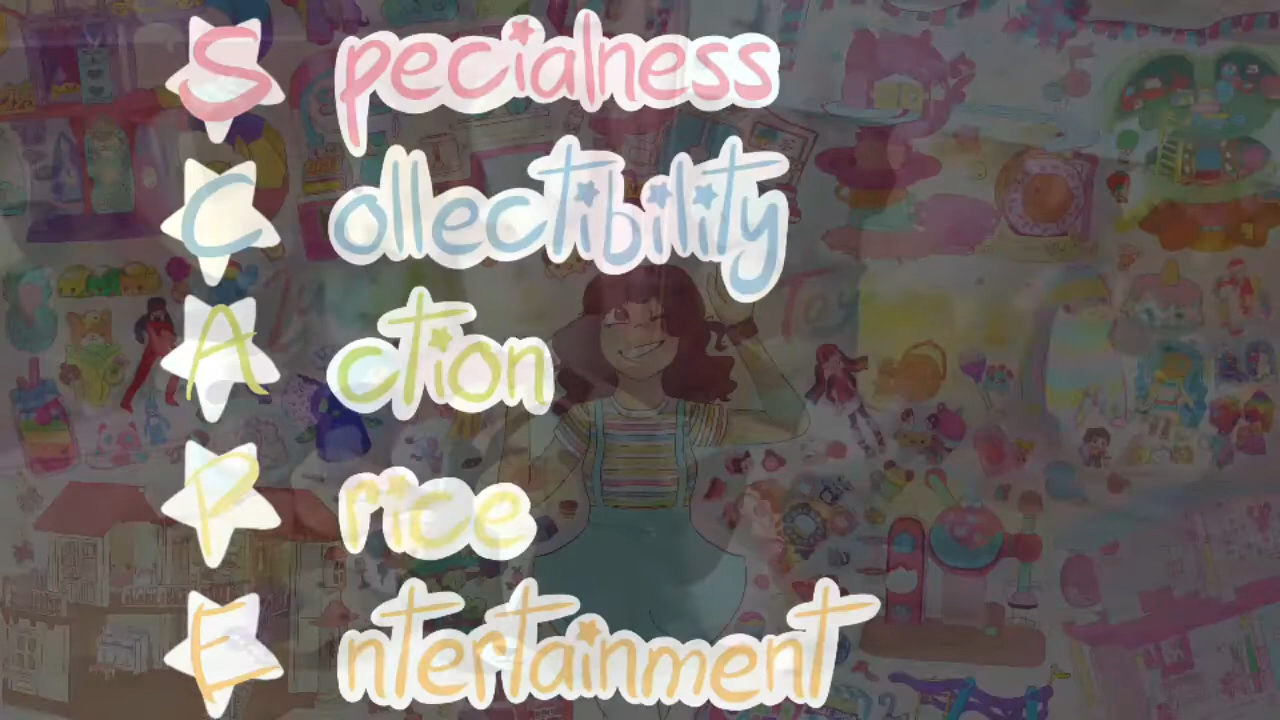 Specialness
Collectibility
Action
Price
Entertainment